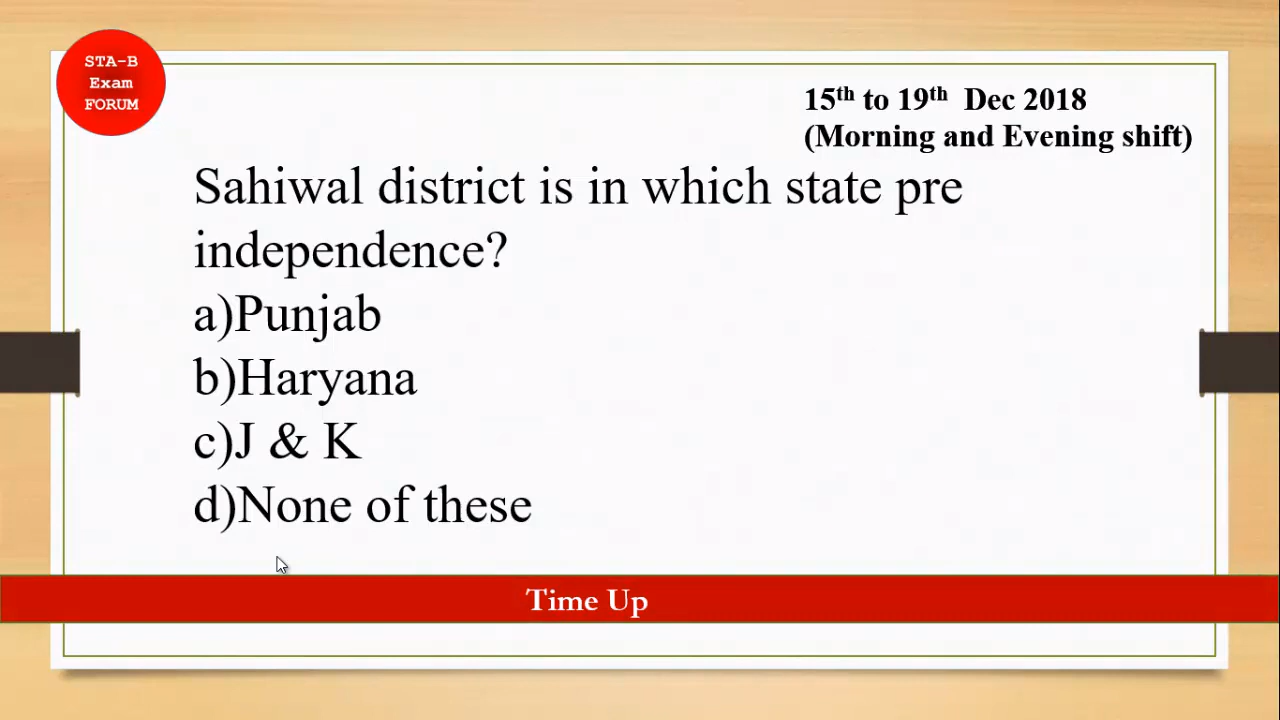 STA-B
Exam
FORUM
15th to 19th Dec 2018
(Morning and Evening shift)
Sahiwal district is in which state pre
independence?
a)Punjab
b)Haryana
c)J & K
d)None of these
Time Up